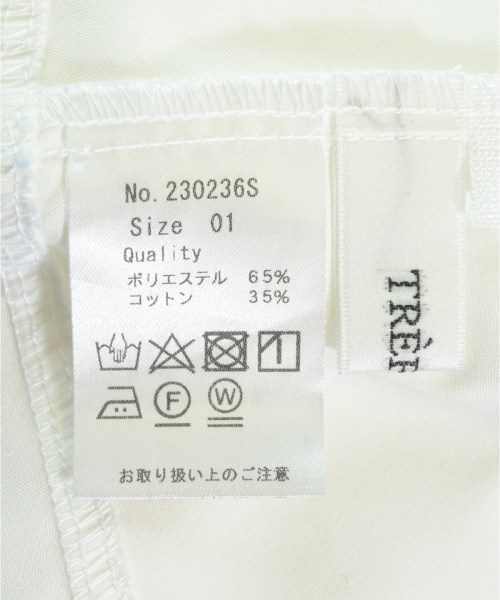 No. 230236S
Size 01
Quality
ポリエステル 65%
コットン 35%
F
W
お取り扱い上のご注意